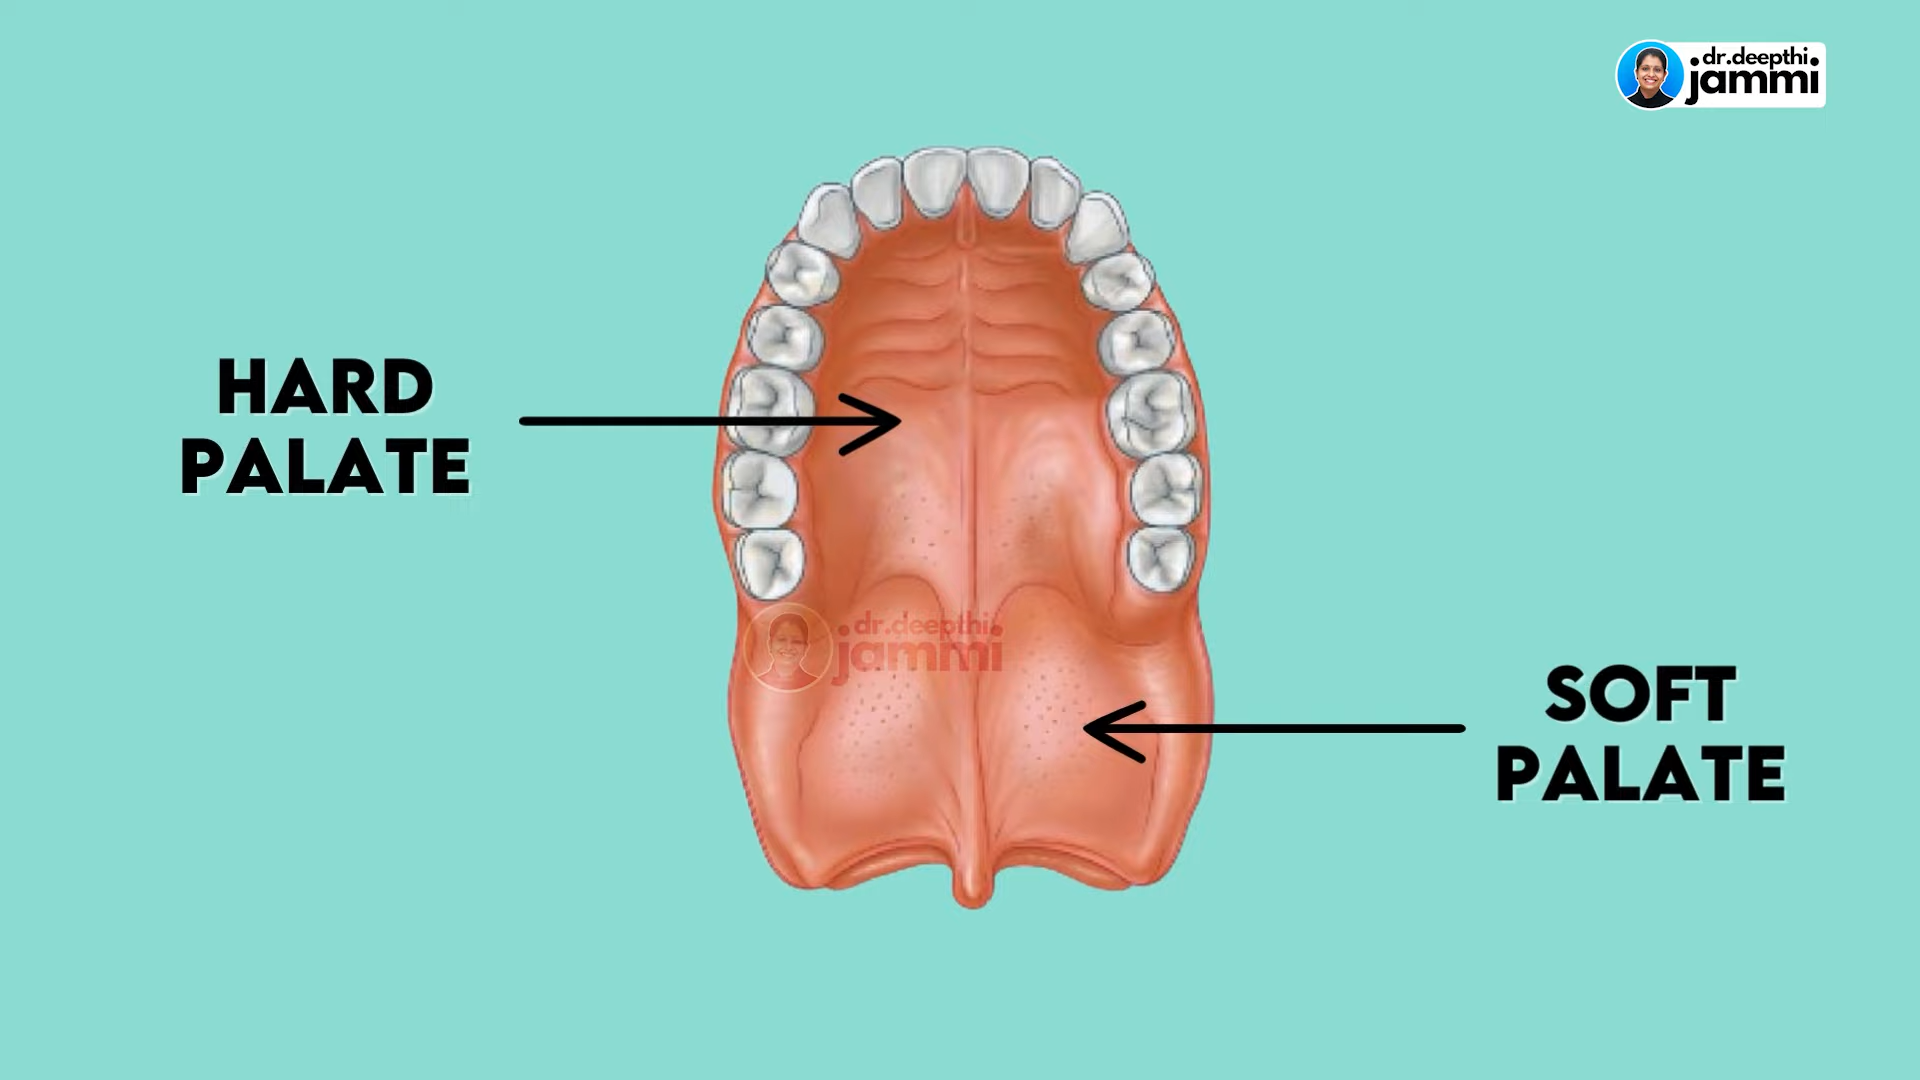 dr.deepthi
jammi
HARD
PALATE
dr.deepthi
jammi
SOFT
PALATE